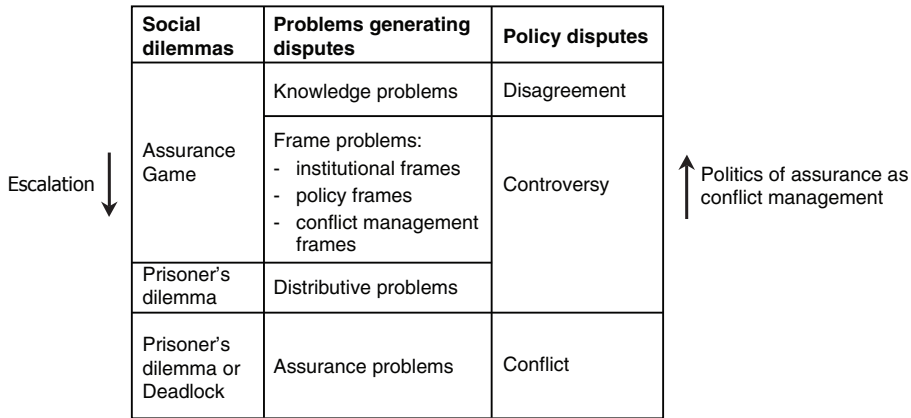 Social
dilemmas
Problems generating
disputes
Policy disputes
Escalation
Assurance
Game
Knowledge problems
Disagreement
Frame problems:
- institutional frames
- policy frames
- conflict management
frames
Controversy
Prisoner's
dilemma
Distributive problems
Prisoner's
dilemma or
Deadlock
Assurance problems
Conflict
Politics of assurance as
conflict management